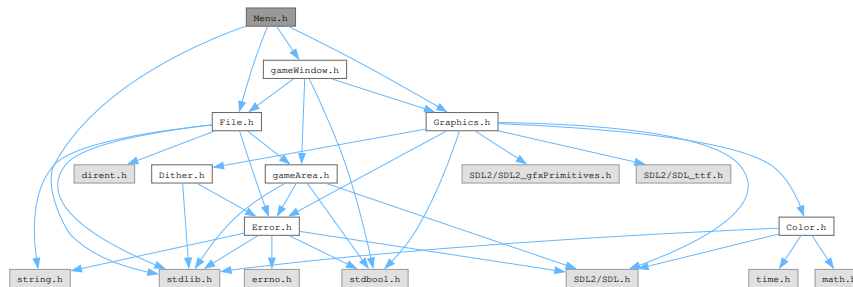 Menu.h
gameWindow.h
File.h
Graphics.h
dirent.h
Dither.h
gameArea.h
SDL2/SDL2_gfxPrimitives.h
SDL2/SDL_ttf.h
Error.h
Color.h
string.h
stdlib.h
errno.h
stdbool.h
SDL2/SDL.h
time.h
math.h